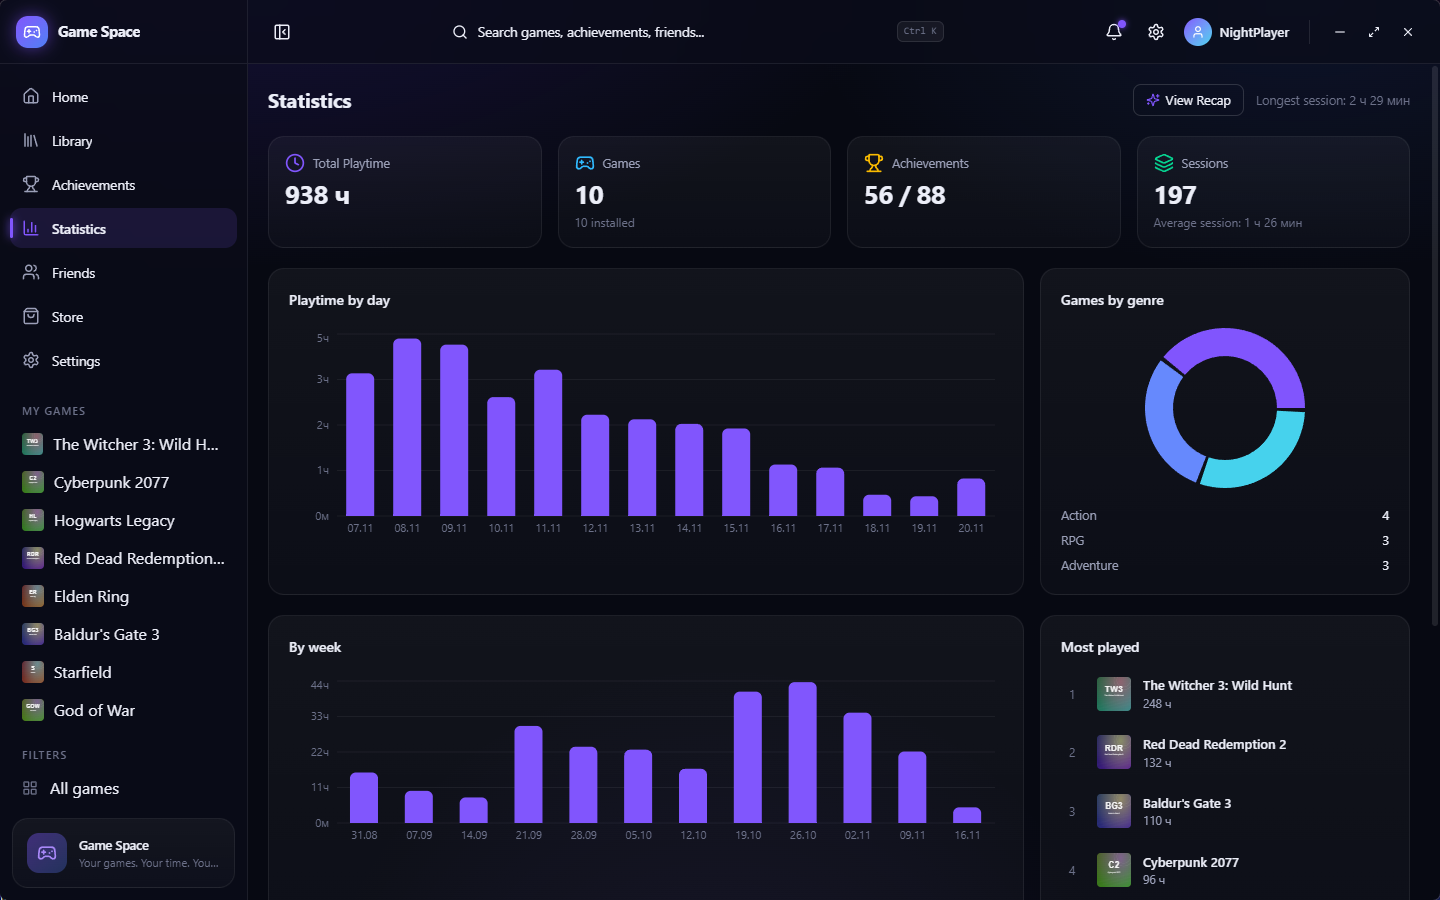 Game Space
Search games, achievements, friends...
Ctrl K
NightPlayer
Home
Library
Achievements
Statistics
Friends
Store
Settings
MY GAMES
TW3
The Witcher 3: Wild H...
C2
Cyberpunk 2077
HL
Hogwarts Legacy
RDR
Red Dead Redemption...
ER
Elden Ring
BG3
Baldur's Gate 3
S
Starfield
GOW
God of War
FILTERS
All games
Game Space
Your games. Your time. You...
Statistics
View Recap
Longest session: 2 ч 29 мин
Total Playtime
938 ч
Games
10
10 installed
Achievements
56 / 88
Sessions
197
Average session: 1 ч 26 мин
Playtime by day
5ч
3ч
2ч
1ч
0м
07.11 08.11 09.11 10.11 11.11 12.11 13.11 14.11 15.11 16.11 17.11 18.11 19.11 20.11
Games by genre
Action 4
RPG 3
Adventure 3
By week
44ч
33ч
22ч
11ч
0м
31.08 07.09 14.09 21.09 28.09 05.10 12.10 19.10 26.10 02.11 09.11 16.11
Most played
1
TW3
The Witcher 3: Wild Hunt
248 ч
2
RDR
Red Dead Redemption 2
132 ч
3
BG3
Baldur's Gate 3
110 ч
4
C2
Cyberpunk 2077
96 ч